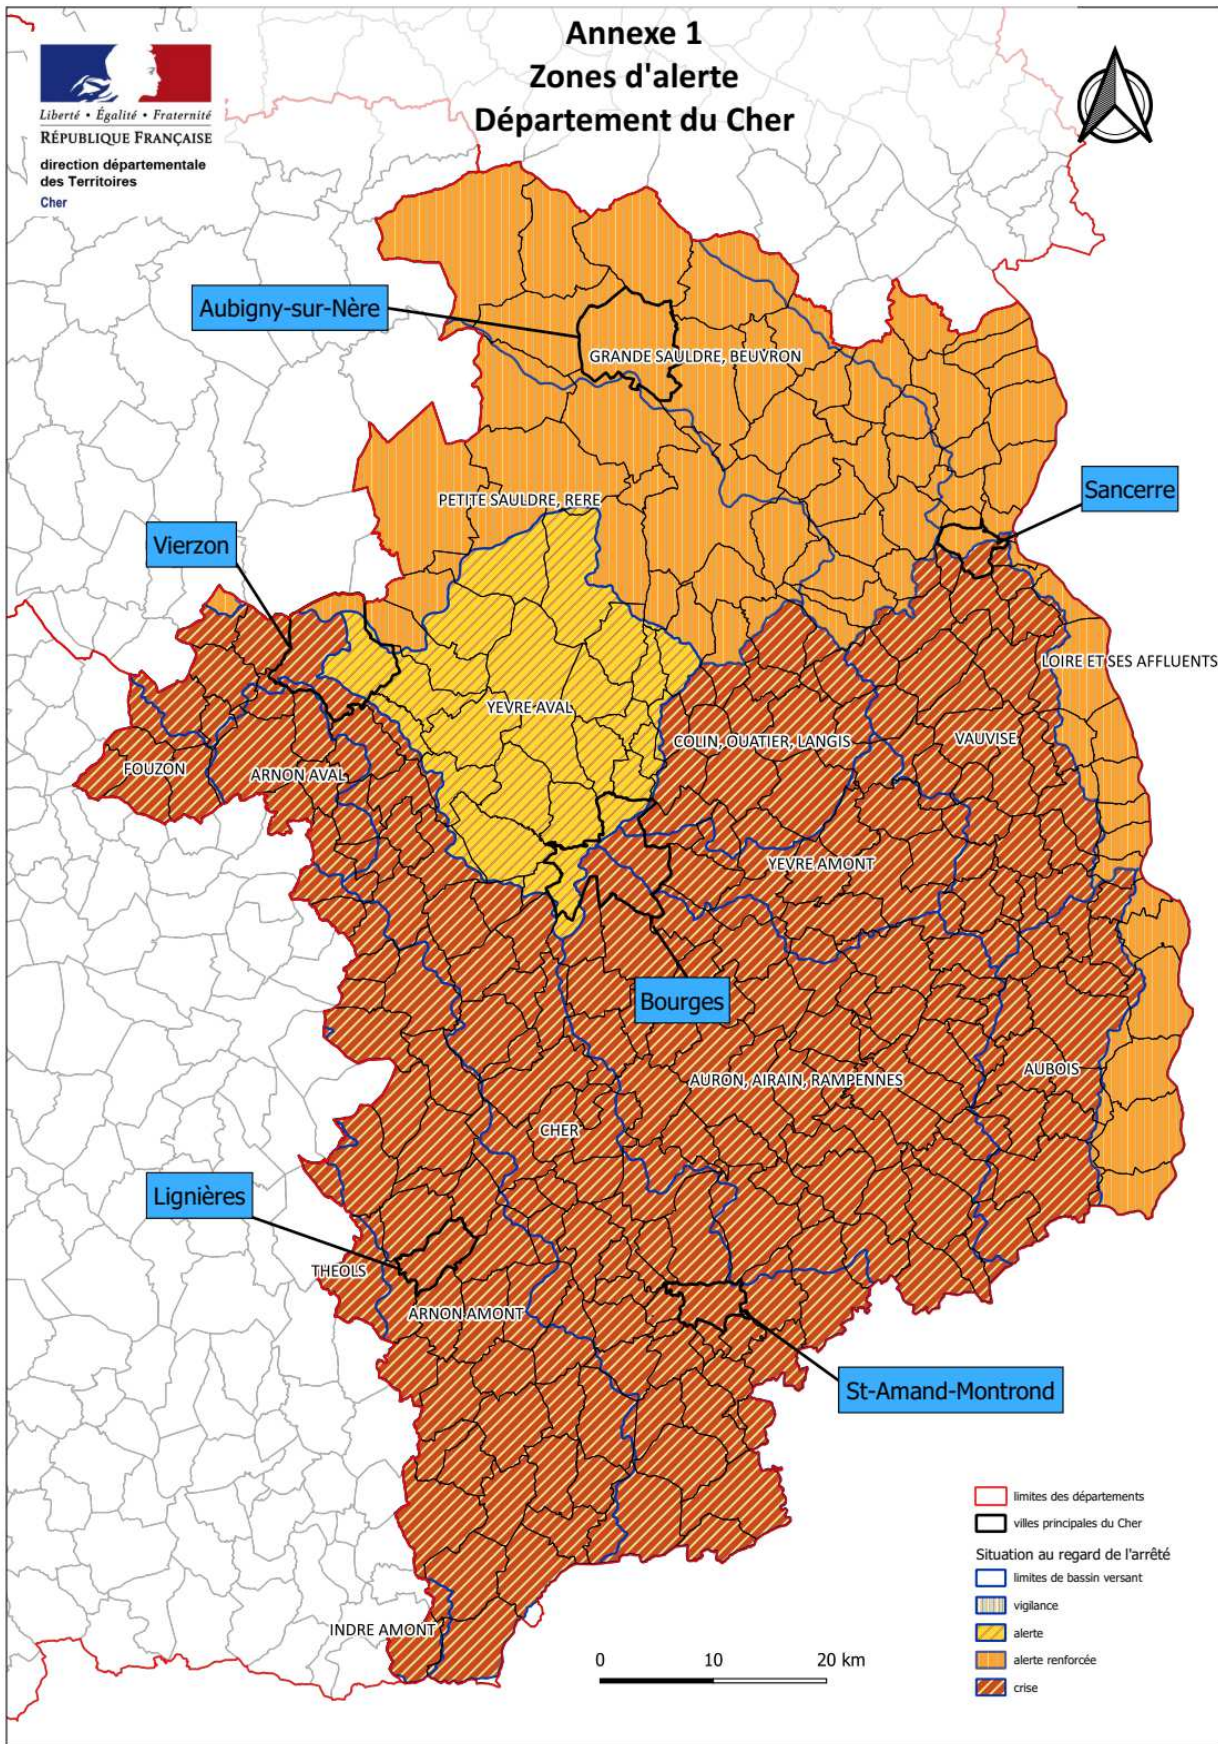 Annexe 1
Zones d'alerte
Département du Cher
Liberté • Égalité • Fraternité
RÉPUBLIQUE FRANÇAISE
direction départementale
des Territoires
Cher
Aubigny-sur-Nère
GRANDE SAULDRE, BEUVRON
Sancerre
PETITE SAULDRE, RERE
Vierzon
LOIRE ET SES AFFLUENTS
YEVRE AVAL
COLIN, OUATIER, LANGIS
VAUVISE
FOUZON
ARNON AVAL
YEVRE AMONT
Bourges
AURON, AIRAIN, RAMPENNES
AUBOIS
CHER
Lignières
THEOLS
ARNON AMONT
St-Amand-Montrond
INDRE AMONT
limites des départements
villes principales du Cher
Situation au regard de l'arrêté
limites de bassin versant
vigilance
alerte
alerte renforcée
crise
0 10 20 km